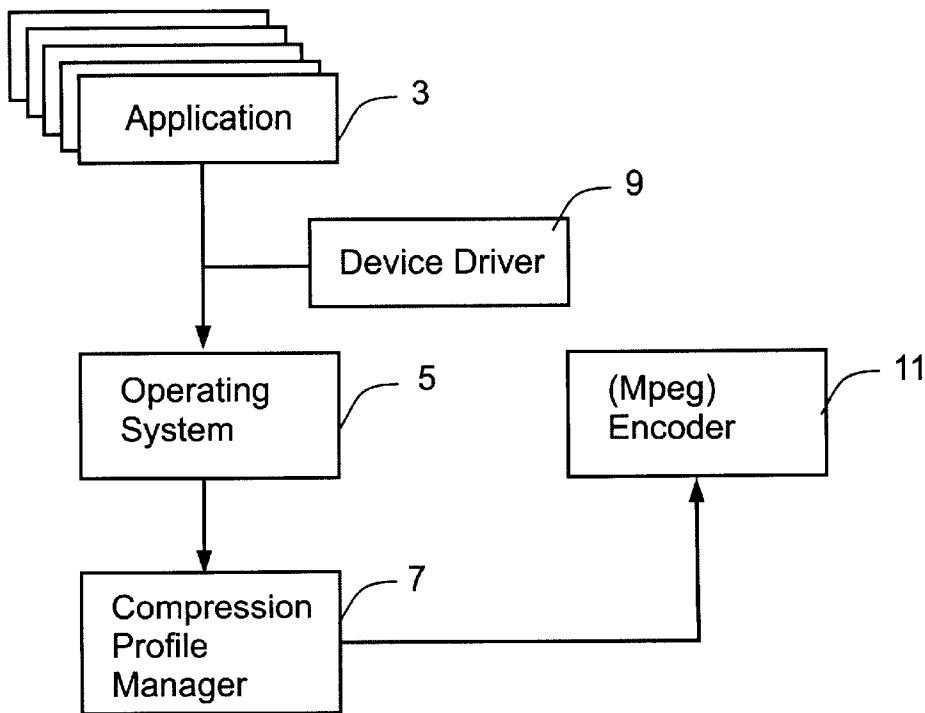 Application
3
9
Device Driver
Operating
System
5
(Mpeg)
Encoder
11
Compression
Profile
Manager
7